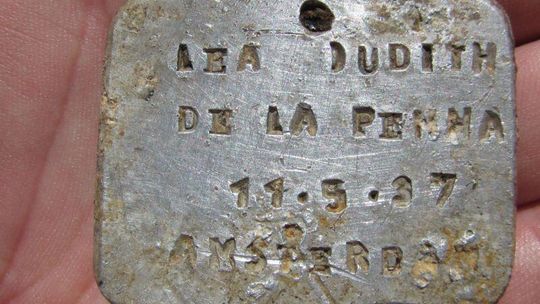 LEA JUDITH
DE LA PENHA
11.5.37
AMSTERDAM